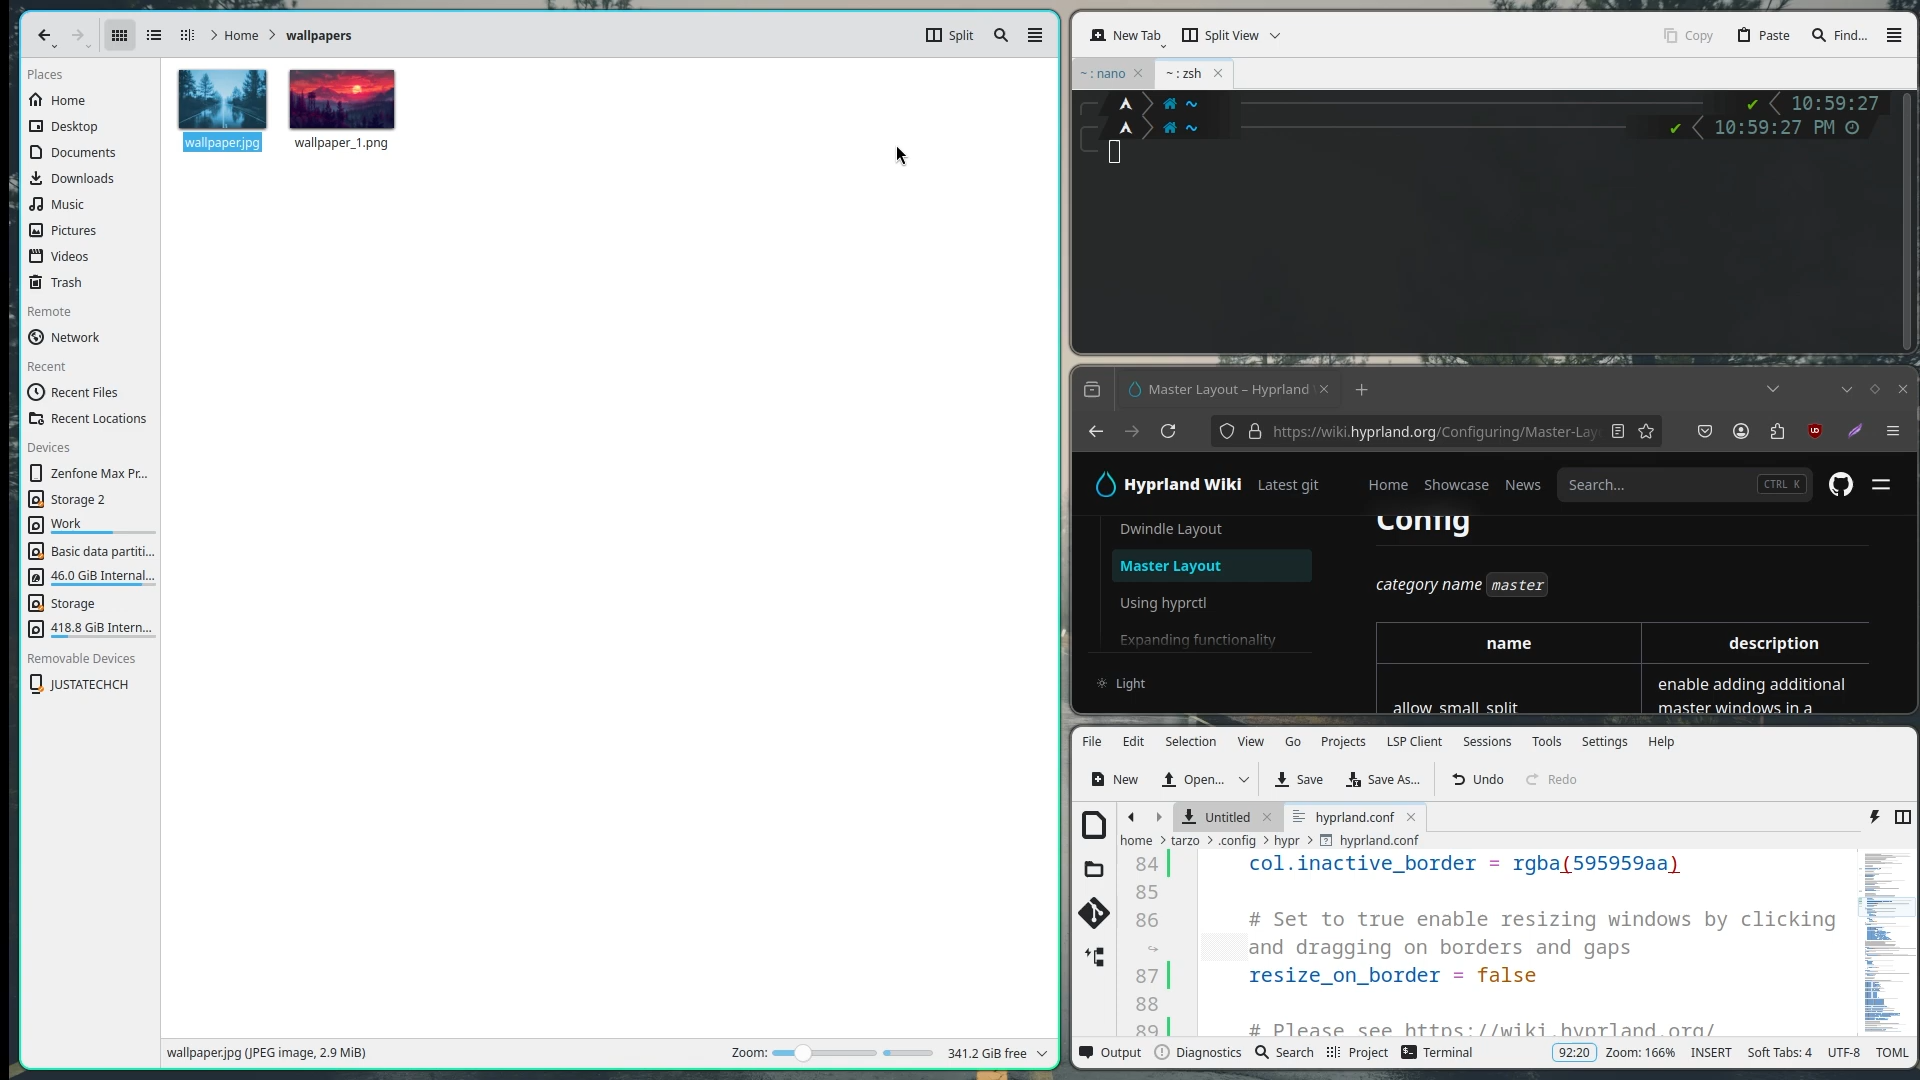 Home
wallpapers
Split
Places
Home
Desktop
Documents
Downloads
Music
Pictures
Videos
Trash
Remote
Network
Recent
Recent Files
Recent Locations
Devices
Zenfone Max Pr...
Storage 2
Work
Basic data partiti...
46.0 GiB Internal...
Storage
418.8 GiB Intern...
Removable Devices
JUSTATECHCH
wallpaper.jpg
wallpaper_1.png
wallpaper.jpg (JPEG image, 2.9 MiB)
Zoom:
341.2 GiB free
New Tab
Split View
Copy
Paste
Find...
~ : nano
~ : zsh
~ ✔ 10:59:27
~ ✔ 10:59:27 PM
Master Layout – Hyprland
https://wiki.hyprland.org/Configuring/Master-Lay
Hyprland Wiki
Latest git
Home
Showcase
News
Search...
CTRL K
Dwindle Layout
Master Layout
Using hyprctl
Expanding functionality
Light
Config
category name master
name
description
allow_small_split
enable adding additional
master windows in a
File Edit Selection View Go Projects LSP Client Sessions Tools Settings Help
New
Open...
Save
Save As...
Undo
Redo
Untitled
hyprland.conf
home > tarzo > .config > hypr > hyprland.conf
84 col.inactive_border = rgba(595959aa)
85
86 # Set to true enable resizing windows by clicking
and dragging on borders and gaps
87 resize_on_border = false
88
89 # Please see https://wiki.hyprland.org/
Output
Diagnostics
Search
Project
Terminal
92:20
Zoom: 166%
INSERT
Soft Tabs: 4
UTF-8
TOML